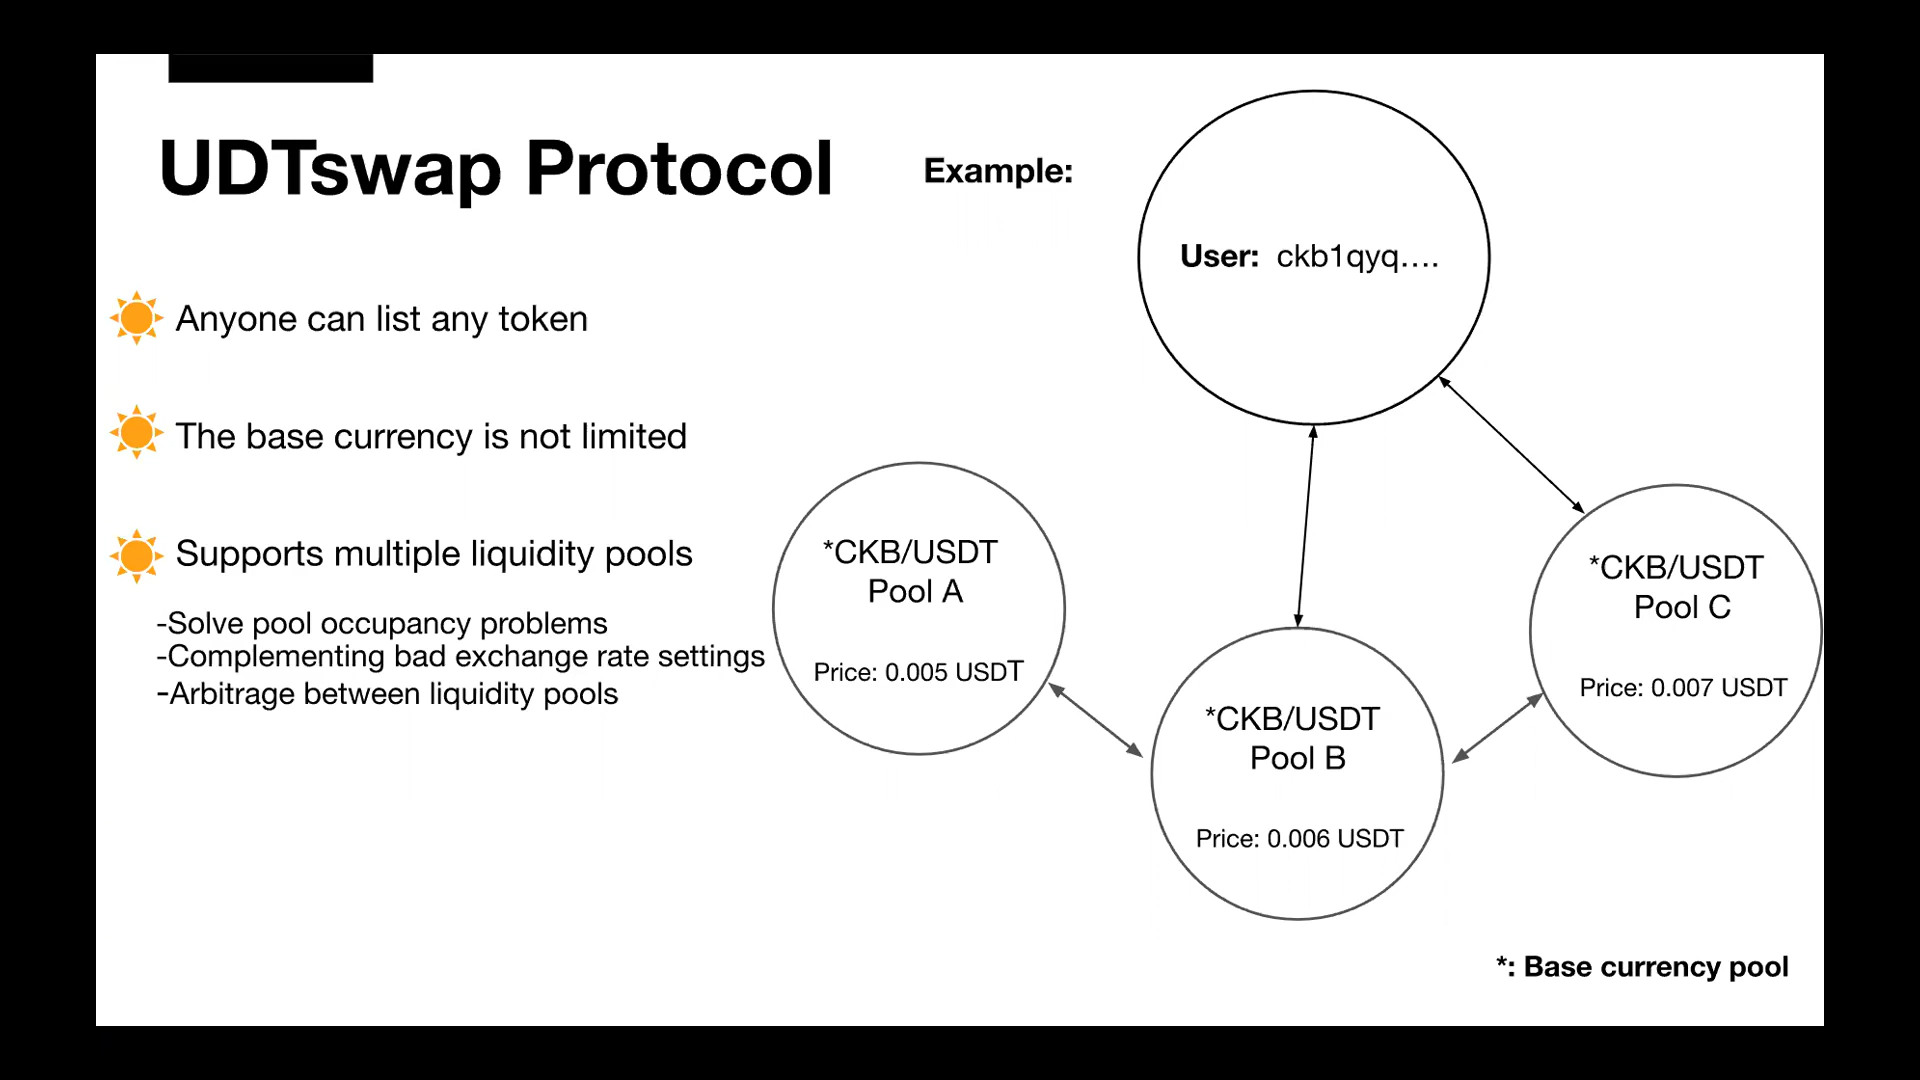 UDTswap Protocol
Anyone can list any token
The base currency is not limited
Supports multiple liquidity pools
-Solve pool occupancy problems
-Complementing bad exchange rate settings
-Arbitrage between liquidity pools
Example:
User: ckb1qyq....
*CKB/USDT
Pool A
Price: 0.005 USDT
*CKB/USDT
Pool B
Price: 0.006 USDT
*CKB/USDT
Pool C
Price: 0.007 USDT
*: Base currency pool